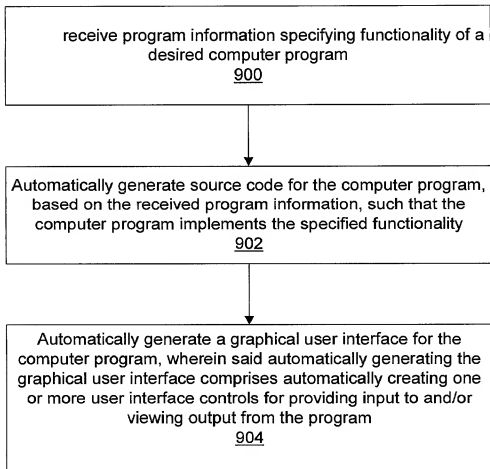 receive program information specifying functionality of a
desired computer program
900
Automatically generate source code for the computer program,
based on the received program information, such that the
computer program implements the specified functionality
902
Automatically generate a graphical user interface for the
computer program, wherein said automatically generating the
graphical user interface comprises automatically creating one
or more user interface controls for providing input to and/or
viewing output from the program
904